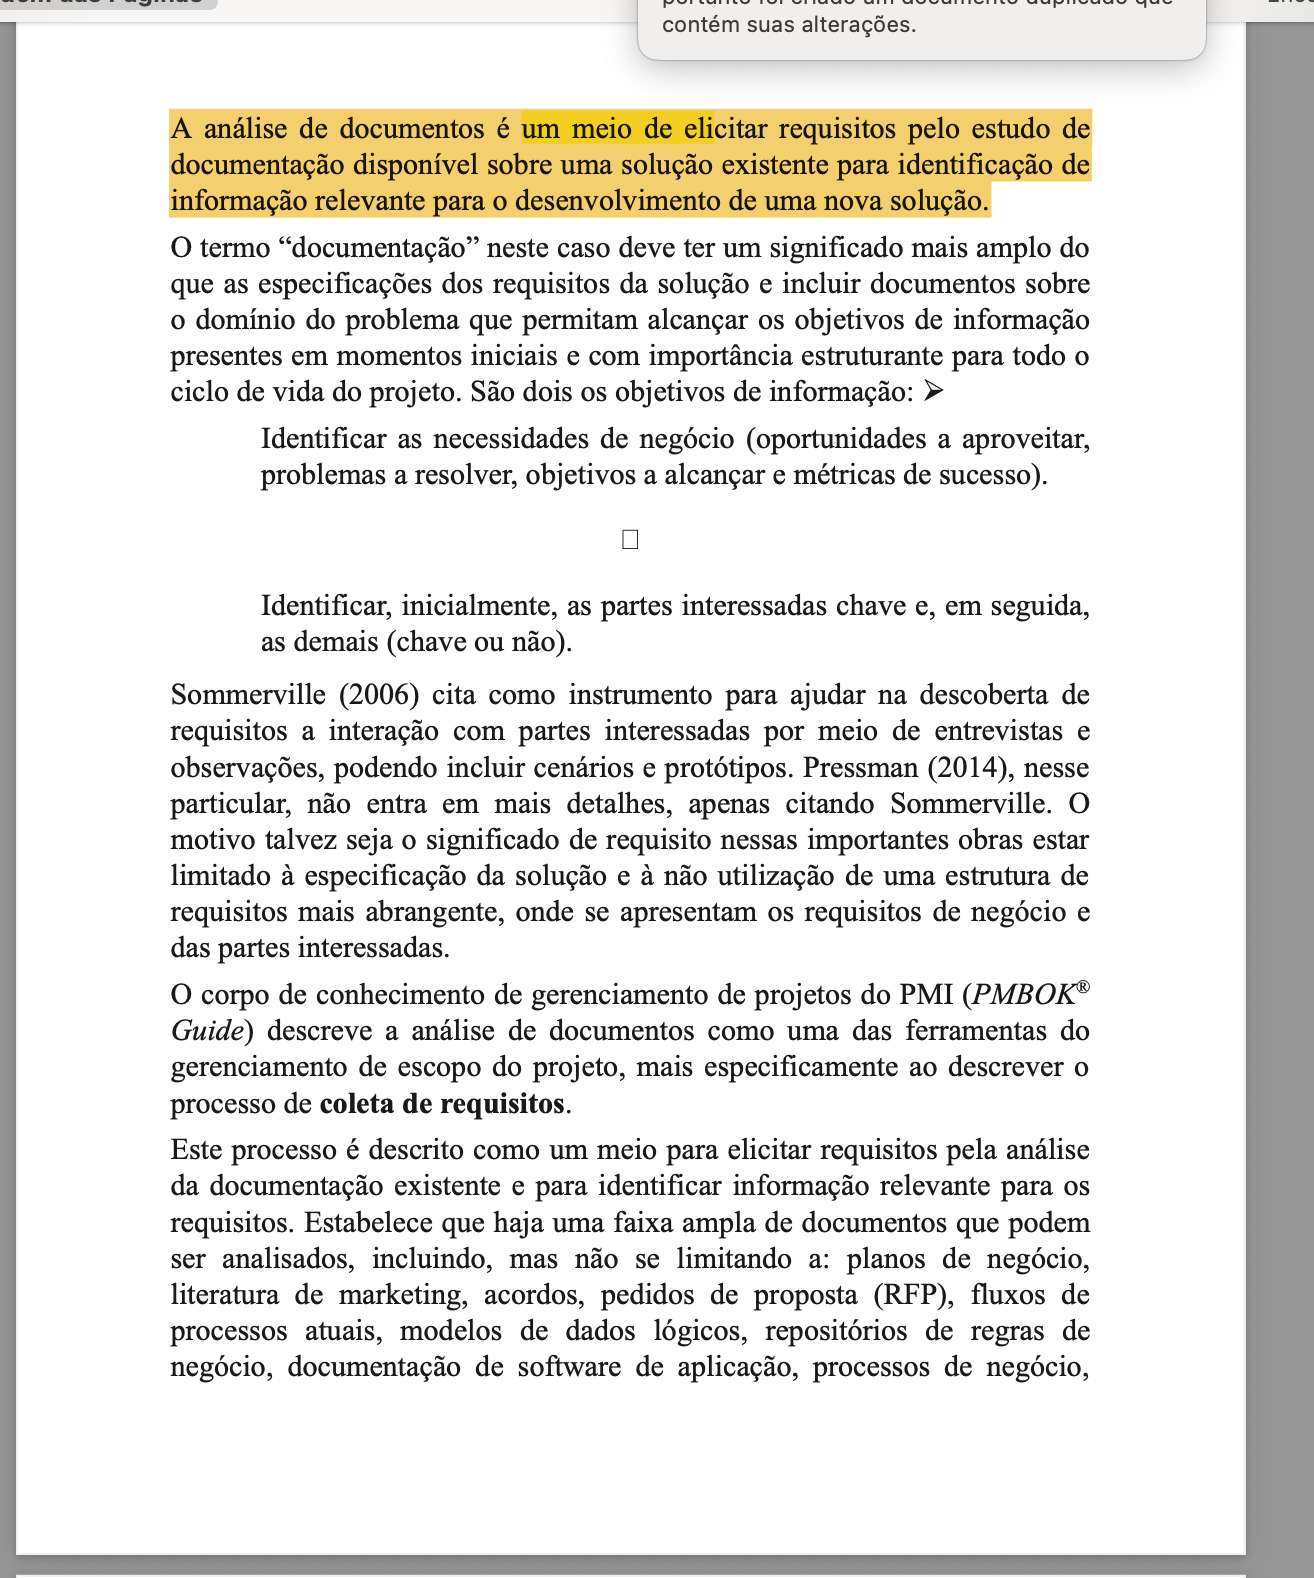 contém suas alterações.
A análise de documentos é um meio de elicitar requisitos pelo estudo de
documentação disponível sobre uma solução existente para identificação de
informação relevante para o desenvolvimento de uma nova solução.
O termo “documentação” neste caso deve ter um significado mais amplo do
que as especificações dos requisitos da solução e incluir documentos sobre
o domínio do problema que permitam alcançar os objetivos de informação
presentes em momentos iniciais e com importância estruturante para todo o
ciclo de vida do projeto. São dois os objetivos de informação: ➢
Identificar as necessidades de negócio (oportunidades a aproveitar,
problemas a resolver, objetivos a alcançar e métricas de sucesso).
Identificar, inicialmente, as partes interessadas chave e, em seguida,
as demais (chave ou não).
Sommerville (2006) cita como instrumento para ajudar na descoberta de
requisitos a interação com partes interessadas por meio de entrevistas e
observações, podendo incluir cenários e protótipos. Pressman (2014), nesse
particular, não entra em mais detalhes, apenas citando Sommerville. O
motivo talvez seja o significado de requisito nessas importantes obras estar
limitado à especificação da solução e à não utilização de uma estrutura de
requisitos mais abrangente, onde se apresentam os requisitos de negócio e
das partes interessadas.
O corpo de conhecimento de gerenciamento de projetos do PMI (PMBOK®
Guide) descreve a análise de documentos como uma das ferramentas do
gerenciamento de escopo do projeto, mais especificamente ao descrever o
processo de coleta de requisitos.
Este processo é descrito como um meio para elicitar requisitos pela análise
da documentação existente e para identificar informação relevante para os
requisitos. Estabelece que haja uma faixa ampla de documentos que podem
ser analisados, incluindo, mas não se limitando a: planos de negócio,
literatura de marketing, acordos, pedidos de proposta (RFP), fluxos de
processos atuais, modelos de dados lógicos, repositórios de regras de
negócio, documentação de software de aplicação, processos de negócio,